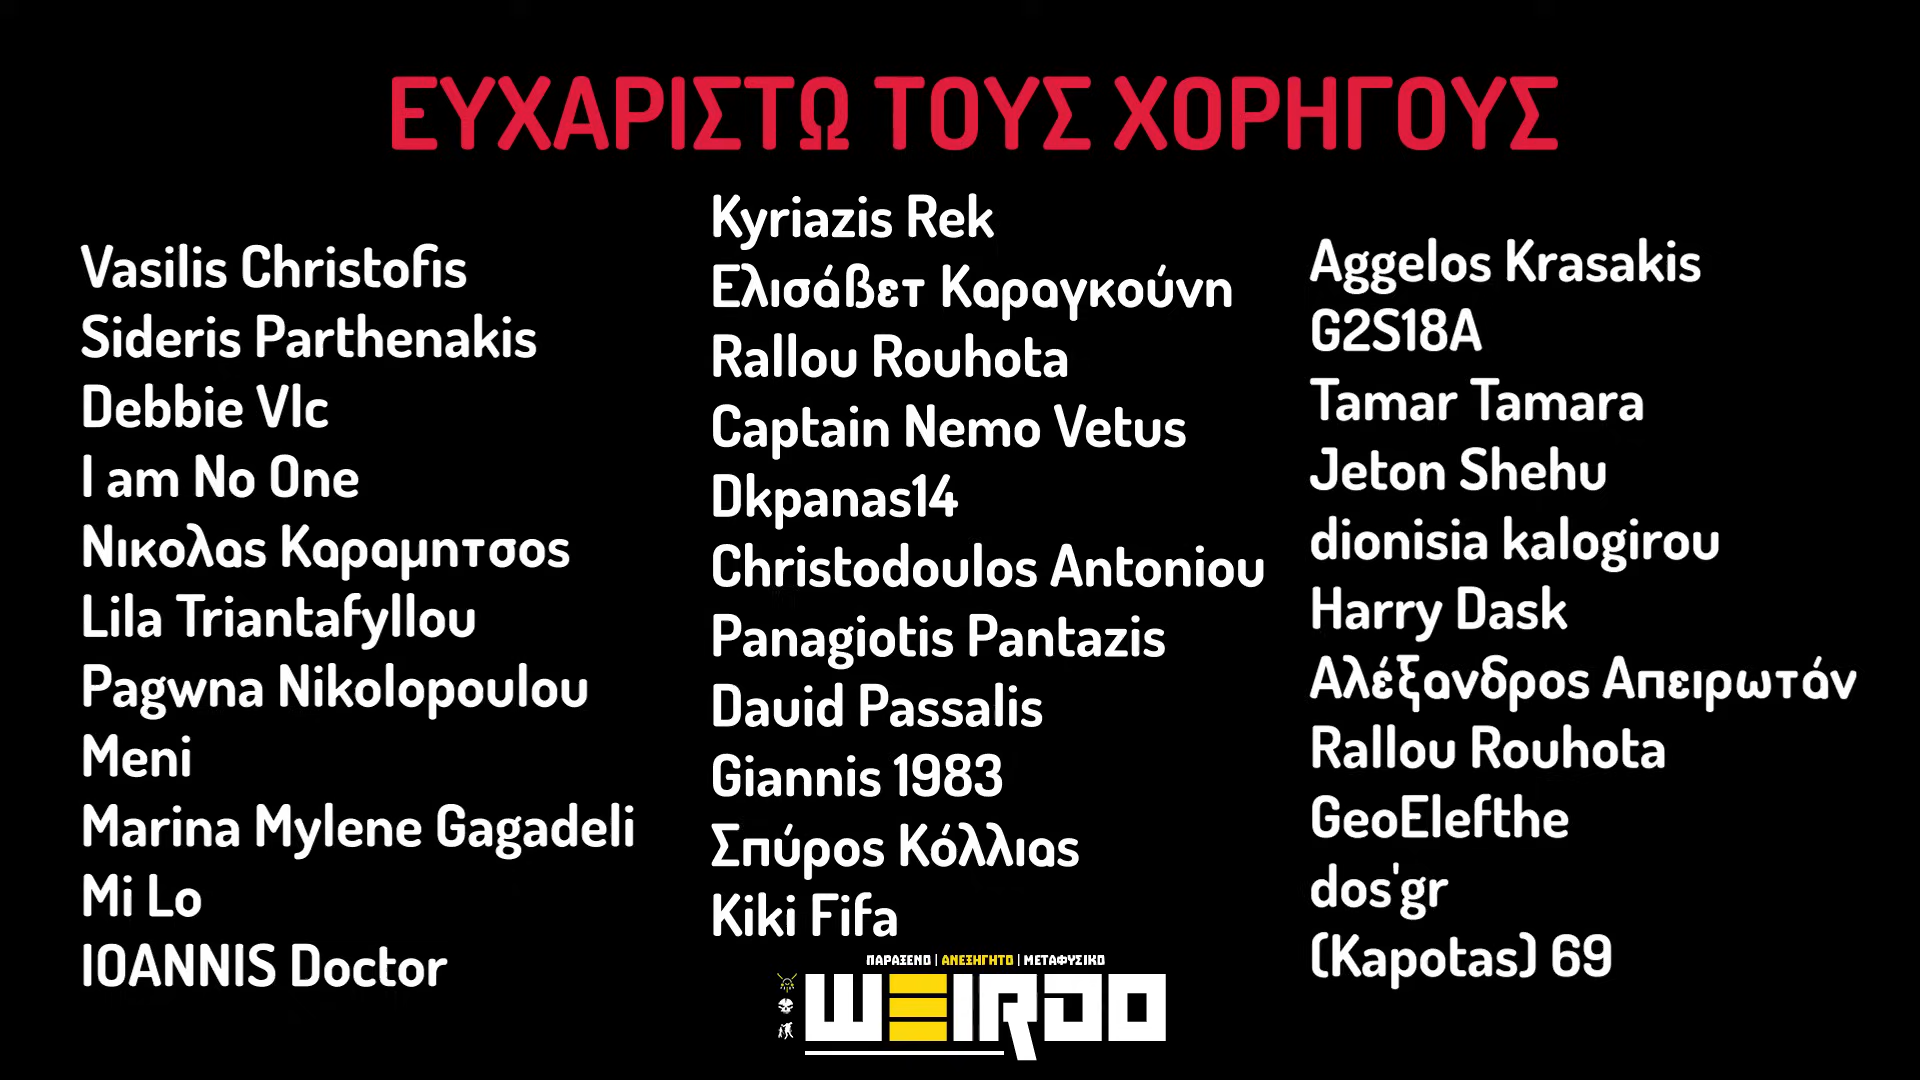 ΕΥΧΑΡΙΣΤΩ ΤΟΥΣ ΧΟΡΗΓΟΥΣ
Vasilis Christofis
Sideris Parthenakis
Debbie Vlc
I am No One
Νικολας Καραμητσος
Lila Triantafyllou
Pagwna Nikolopoulou
Meni
Marina Mylene Gagadeli
Mi Lo
IOANNIS Doctor
Kyriazis Rek
Ελισάβετ Καραγκούνη
Rallou Rouhota
Captain Nemo Vetus
Dkpanas14
Christodoulos Antoniou
Panagiotis Pantazis
David Passalis
Giannis 1983
Σπύρος Κόλλιας
Kiki Fifa
Aggelos Krasakis
G2S18A
Tamar Tamara
Jeton Shehu
dionisia kalogirou
Harry Dask
Αλέξανδρος Απειρωτάν
Rallou Rouhota
GeoElefthe
dos'gr
(Kapotas) 69
ΠΑΡΑΞΕΝΟ | ΑΝΕΞΗΓΗΤΟ | ΜΕΤΑΦΥΣΙΚΟ
WEIRDO